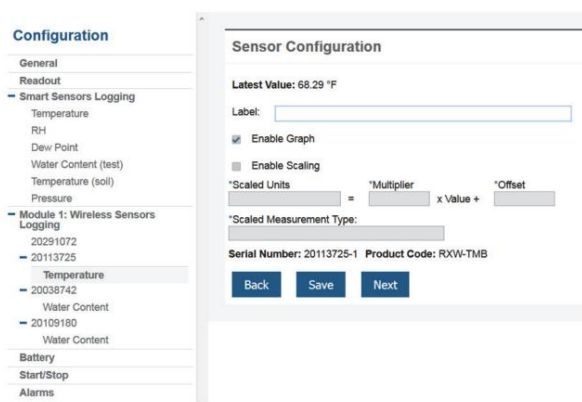 Configuration
General
Readout
Smart Sensors Logging
Temperature
RH
Dew Point
Water Content (test)
Temperature (soil)
Pressure
Module 1: Wireless Sensors
Logging
20291072
20113725
Temperature
20038742
Water Content
20109180
Water Content
Battery
Start/Stop
Alarms
Sensor Configuration
Latest Value: 68.29 °F
Label:
Enable Graph
Enable Scaling
*Scaled Units *Multiplier *Offset
= x Value +
*Scaled Measurement Type:
Serial Number: 20113725-1 Product Code: RXW-TMB
Back Save Next